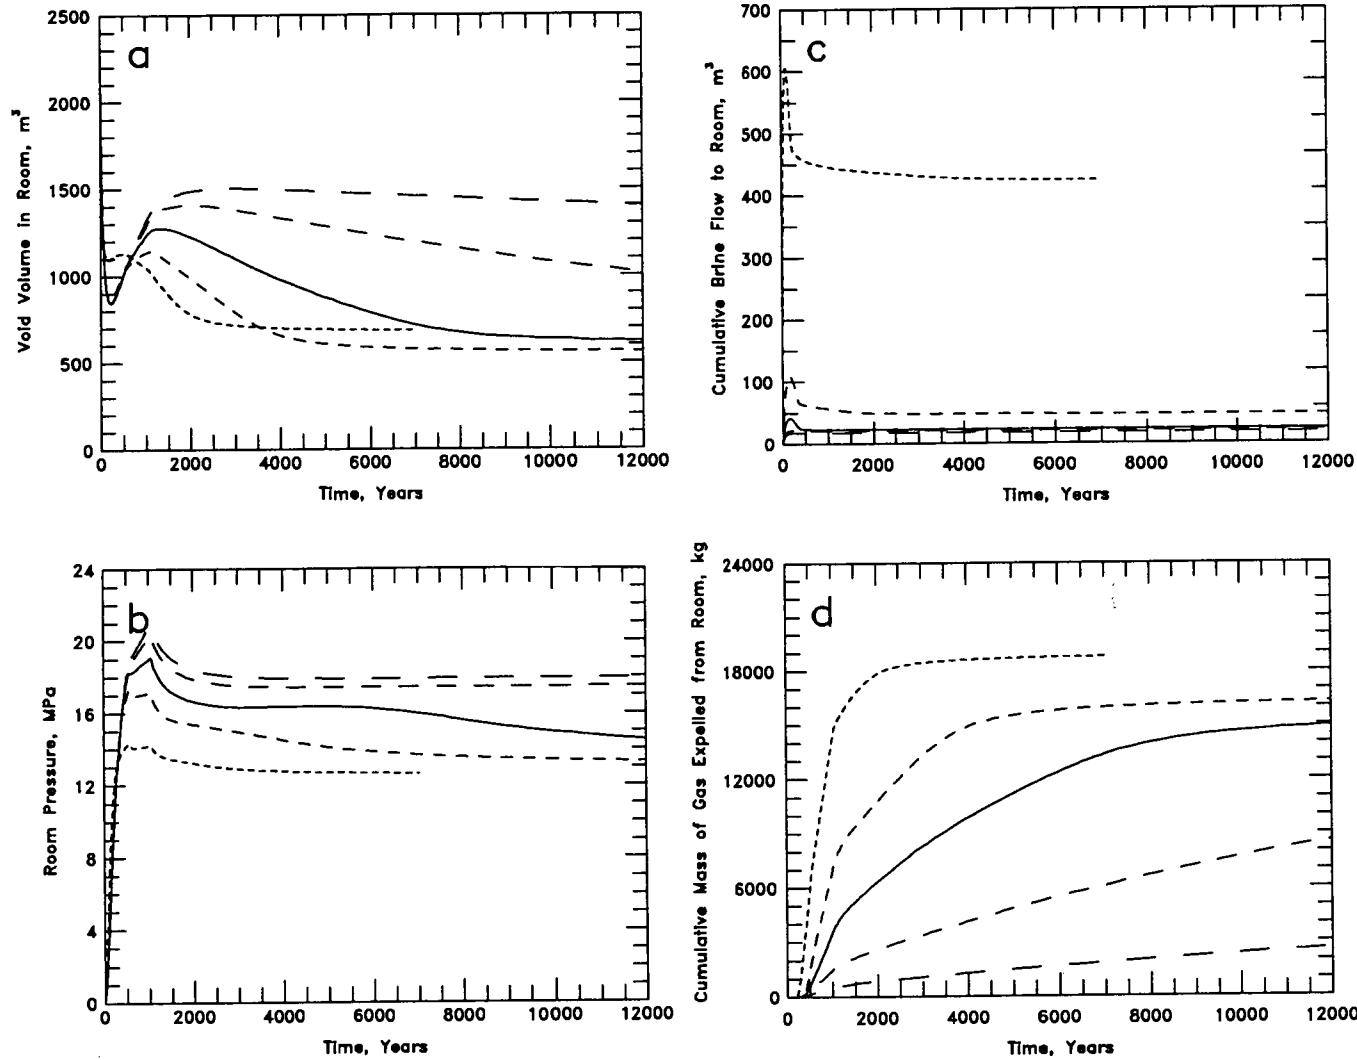 a
Void Volume in Room, m³
2500
2000
1500
1000
500
0
0 2000 4000 6000 8000 10000 12000
Time, Years
c
Cumulative Brine Flow to Room, m³
700
600
500
400
300
200
100
0
0 2000 4000 6000 8000 10000 12000
Time, Years
b
Room Pressure, MPa
24
20
16
12
8
4
0
0 2000 4000 6000 8000 10000 12000
Time, Years
d
Cumulative Mass of Gas Expelled from Room, kg
24000
18000
12000
6000
0
0 2000 4000 6000 8000 10000 12000
Time, Years